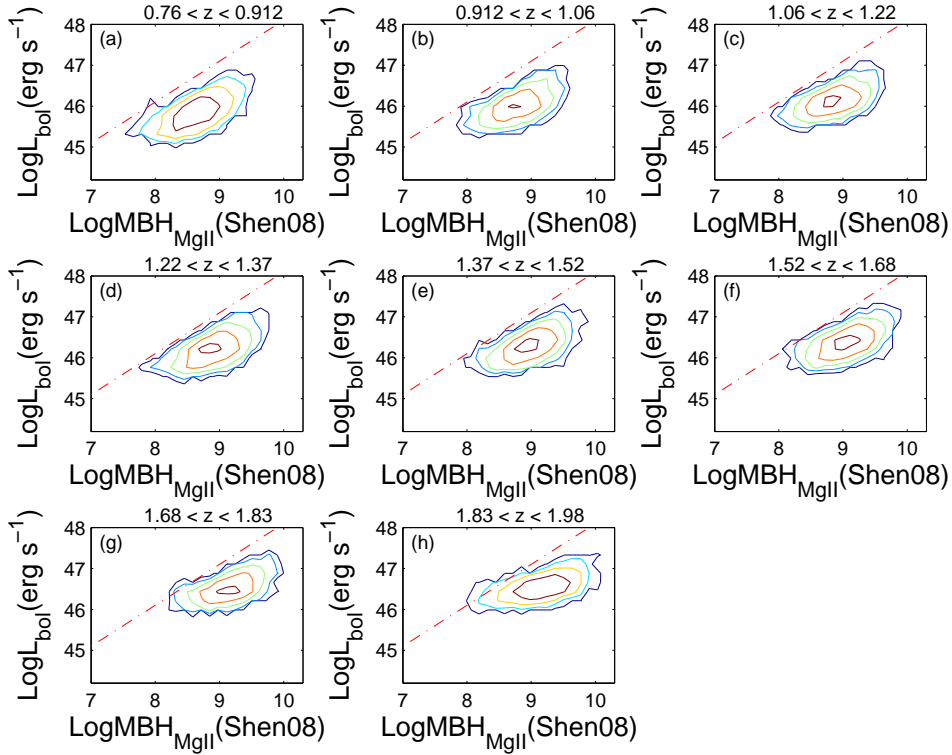 0.76 < z < 0.912
(a)
LogL_bol(erg s⁻¹)
48
47
46
45
7 8 9 10
LogMBH_MgII(Shen08)
0.912 < z < 1.06
(b)
LogL_bol(erg s⁻¹)
48
47
46
45
7 8 9 10
LogMBH_MgII(Shen08)
1.06 < z < 1.22
(c)
LogL_bol(erg s⁻¹)
48
47
46
45
7 8 9 10
LogMBH_MgII(Shen08)
1.22 < z < 1.37
(d)
LogL_bol(erg s⁻¹)
48
47
46
45
7 8 9 10
LogMBH_MgII(Shen08)
1.37 < z < 1.52
(e)
LogL_bol(erg s⁻¹)
48
47
46
45
7 8 9 10
LogMBH_MgII(Shen08)
1.52 < z < 1.68
(f)
LogL_bol(erg s⁻¹)
48
47
46
45
7 8 9 10
LogMBH_MgII(Shen08)
1.68 < z < 1.83
(g)
LogL_bol(erg s⁻¹)
48
47
46
45
7 8 9 10
LogMBH_MgII(Shen08)
1.83 < z < 1.98
(h)
LogL_bol(erg s⁻¹)
48
47
46
45
7 8 9 10
LogMBH_MgII(Shen08)